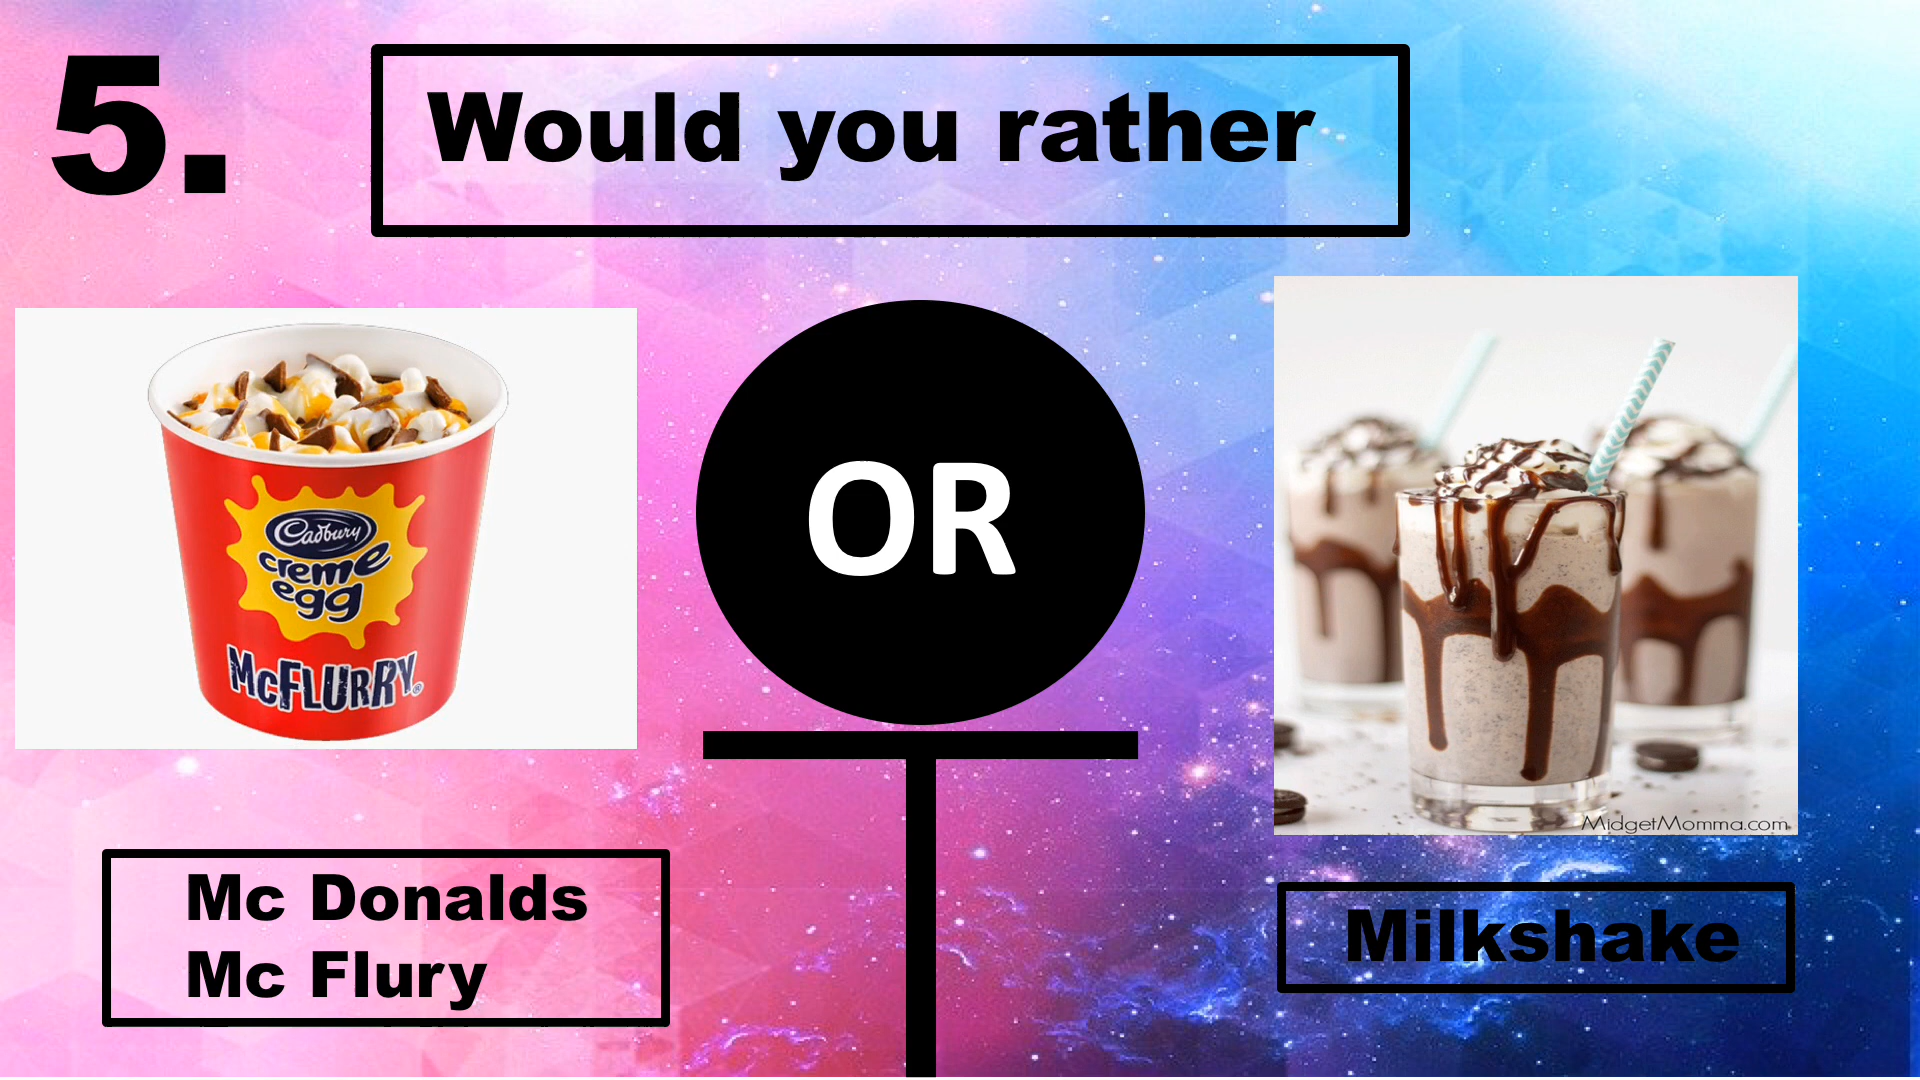 5.
Would you rather
OR
Cadbury
creme
egg
McFLURRY®
MidgetMomma.com
Mc Donalds
Mc Flury
Milkshake